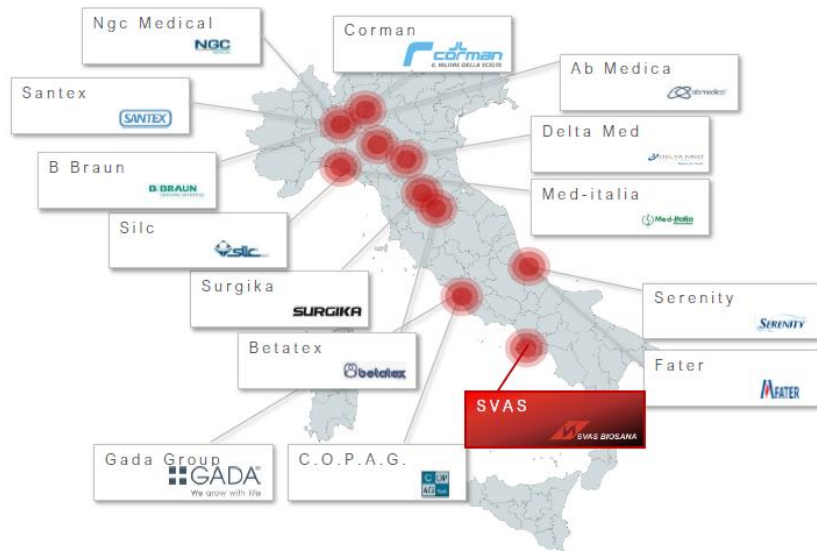 Ngc Medical
NGC
Corman
corman
IL VALORE DELLA SCELTA
Ab Medica
abmedica
Santex
SANTEX
Delta Med
DELTA MED
B Braun
B BRAUN
Med-italia
Med-Italia
Silc
silc
Surgika
SURGIKA
Serenity
SERENITY
Betatex
betatex
Fater
FATER
SVAS
SVAS BIOSANA
Gada Group
GADA
We grow with life
C.O.P.A.G.
CO OP
AG